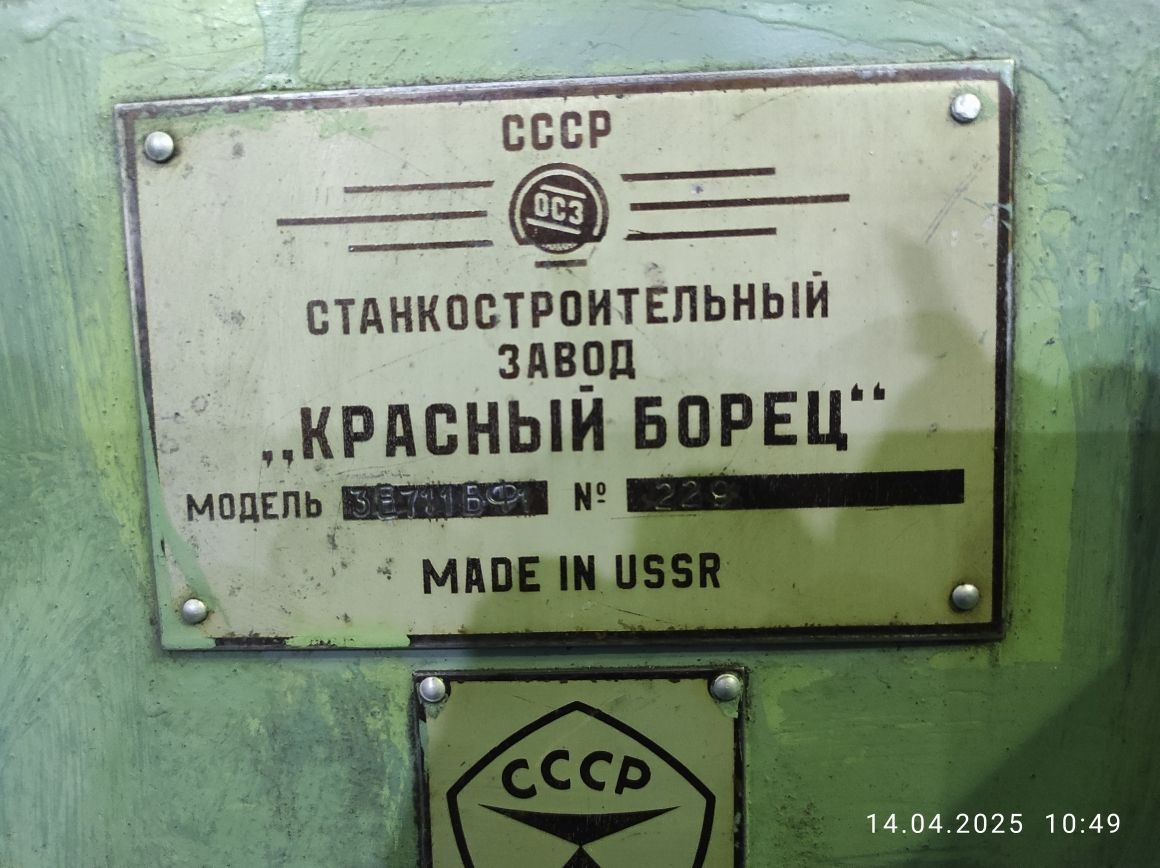 СССР
ОСЗ
СТАНКОСТРОИТЕЛЬНЫЙ
ЗАВОД
„КРАСНЫЙ БОРЕЦ“
МОДЕЛЬ 3Е711БФ1 № 229
MADE IN USSR
СССР
14.04.2025 10:49